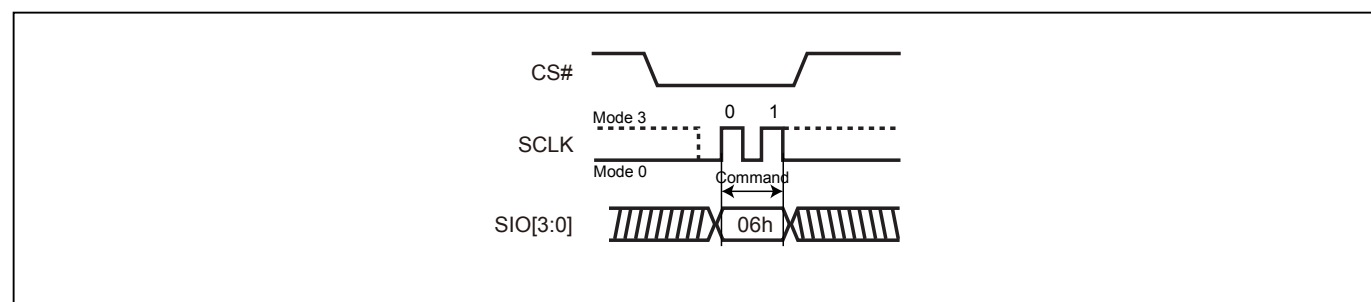 CS#
Mode 3
0 1
SCLK
Mode 0
Command
SIO[3:0]
06h